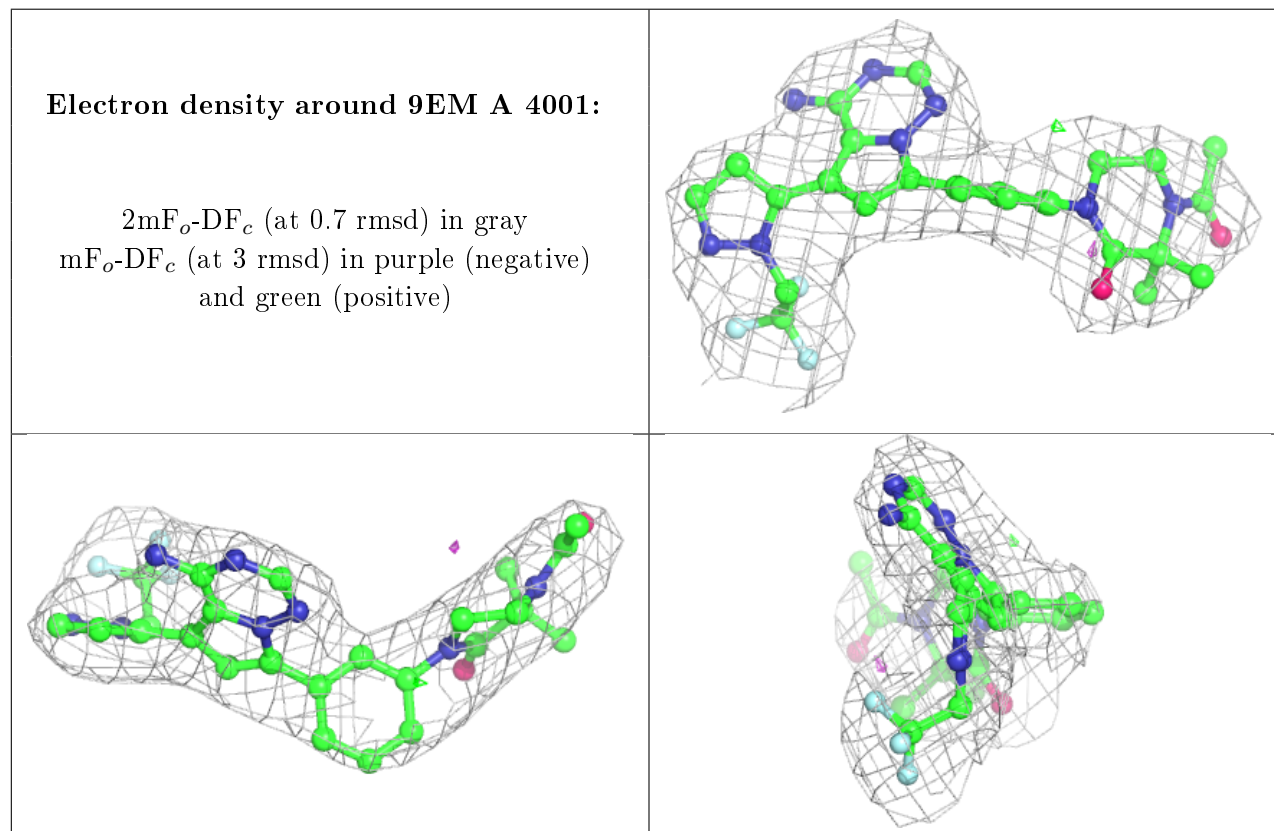 Electron density around 9EM A 4001:
2mFₒ-DF𝒸 (at 0.7 rmsd) in gray
mFₒ-DF𝒸 (at 3 rmsd) in purple (negative)
and green (positive)